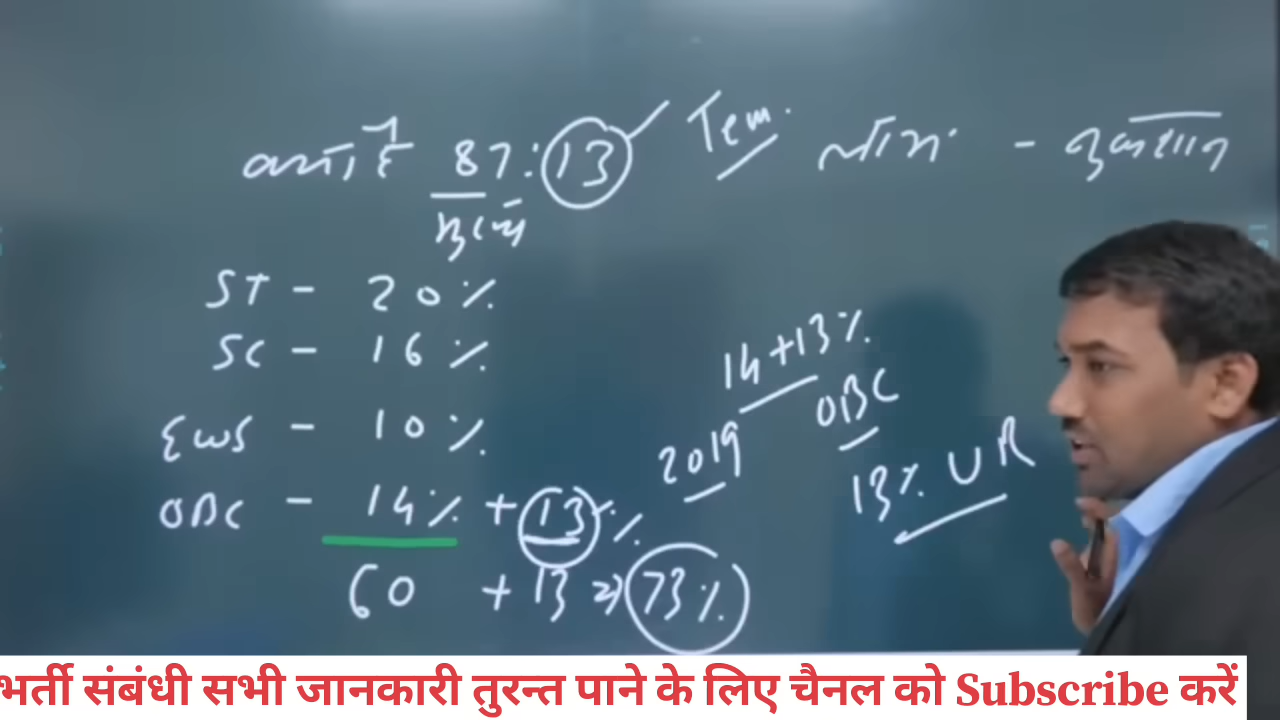 87% 13 Tem.
ST - 20%
SC - 16%
EWS - 10%
OBC - 14% + 13%
60 + 13 => 73%
14+13%
OBC
2019
13% UR
भर्ती संबंधी सभी जानकारी तुरन्त पाने के लिए चैनल को Subscribe करें